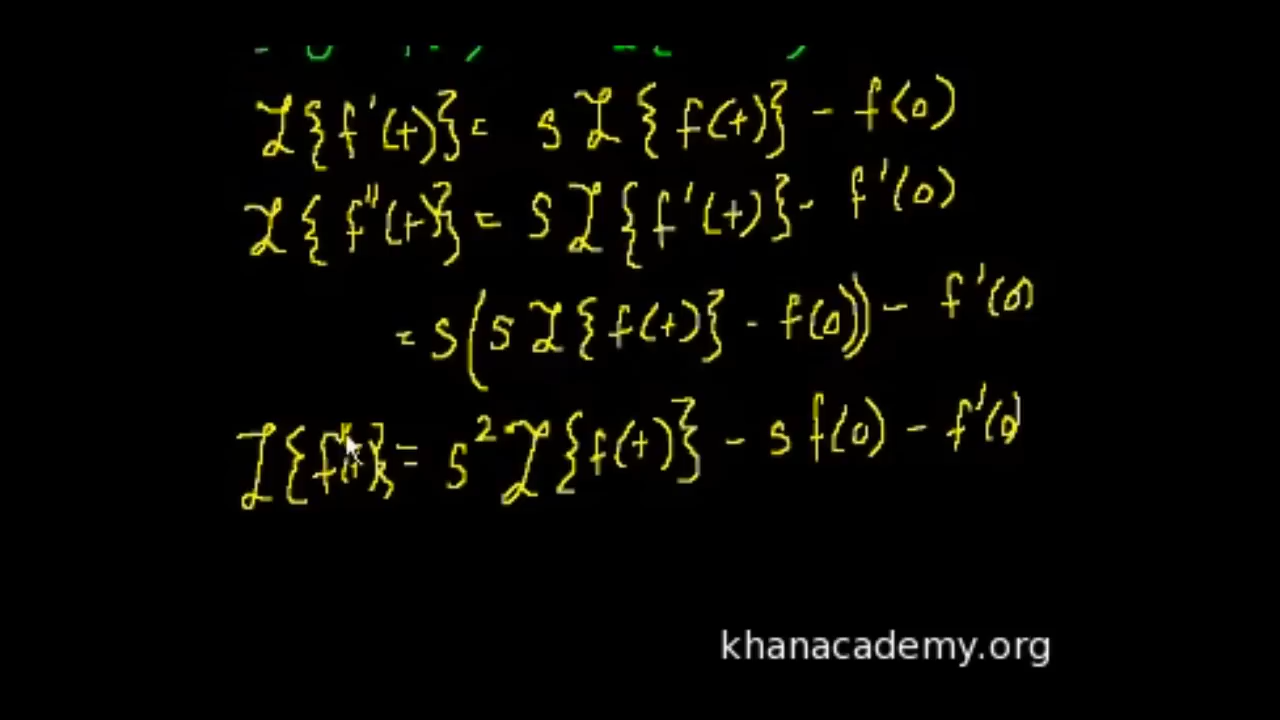 ℒ{f'(t)} = s ℒ{f(t)} - f(0)
ℒ{f''(t)} = s ℒ{f'(t)} - f'(0)
= s(s ℒ{f(t)} - f(0)) - f'(0)
ℒ{f''(t)} = s² ℒ{f(t)} - s f(0) - f'(0)
khanacademy.org